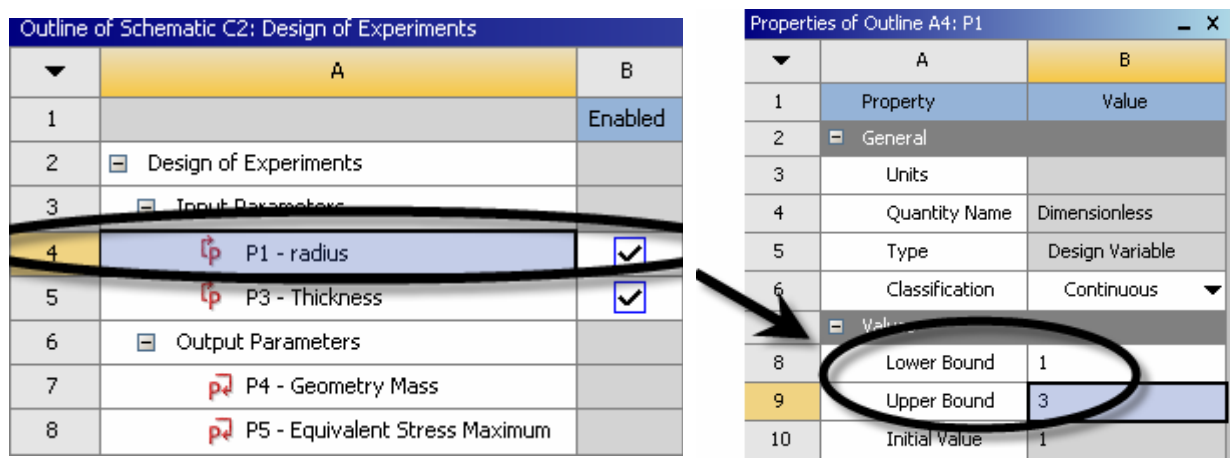 Outline of Schematic C2: Design of Experiments
A B
1 Enabled
2 Design of Experiments
3 Input Parameters
4 P1 - radius
5 P3 - Thickness
6 Output Parameters
7 P4 - Geometry Mass
8 P5 - Equivalent Stress Maximum
Properties of Outline A4: P1
A B
1 Property Value
2 General
3 Units
4 Quantity Name Dimensionless
5 Type Design Variable
6 Classification Continuous
Values
8 Lower Bound 1
9 Upper Bound 3
10 Initial Value 1